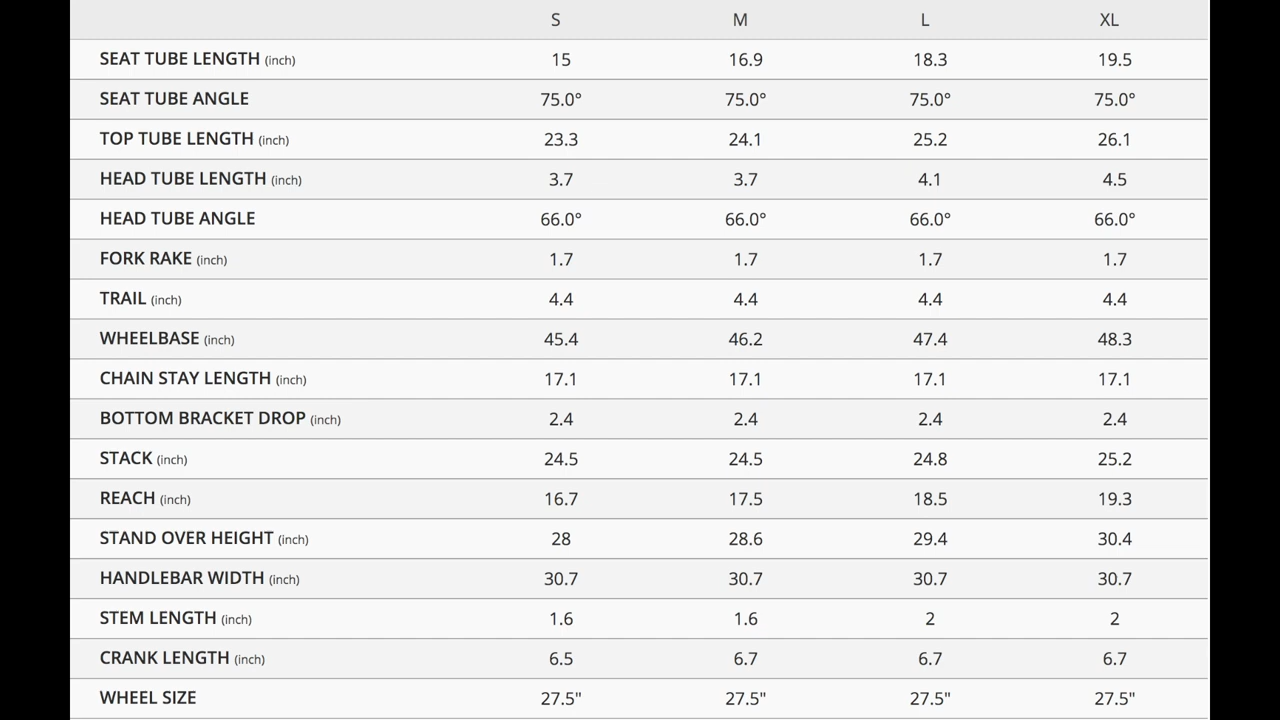 S M L XL
SEAT TUBE LENGTH (inch) 15 16.9 18.3 19.5
SEAT TUBE ANGLE 75.0° 75.0° 75.0° 75.0°
TOP TUBE LENGTH (inch) 23.3 24.1 25.2 26.1
HEAD TUBE LENGTH (inch) 3.7 3.7 4.1 4.5
HEAD TUBE ANGLE 66.0° 66.0° 66.0° 66.0°
FORK RAKE (inch) 1.7 1.7 1.7 1.7
TRAIL (inch) 4.4 4.4 4.4 4.4
WHEELBASE (inch) 45.4 46.2 47.4 48.3
CHAIN STAY LENGTH (inch) 17.1 17.1 17.1 17.1
BOTTOM BRACKET DROP (inch) 2.4 2.4 2.4 2.4
STACK (inch) 24.5 24.5 24.8 25.2
REACH (inch) 16.7 17.5 18.5 19.3
STAND OVER HEIGHT (inch) 28 28.6 29.4 30.4
HANDLEBAR WIDTH (inch) 30.7 30.7 30.7 30.7
STEM LENGTH (inch) 1.6 1.6 2 2
CRANK LENGTH (inch) 6.5 6.7 6.7 6.7
WHEEL SIZE 27.5" 27.5" 27.5" 27.5"